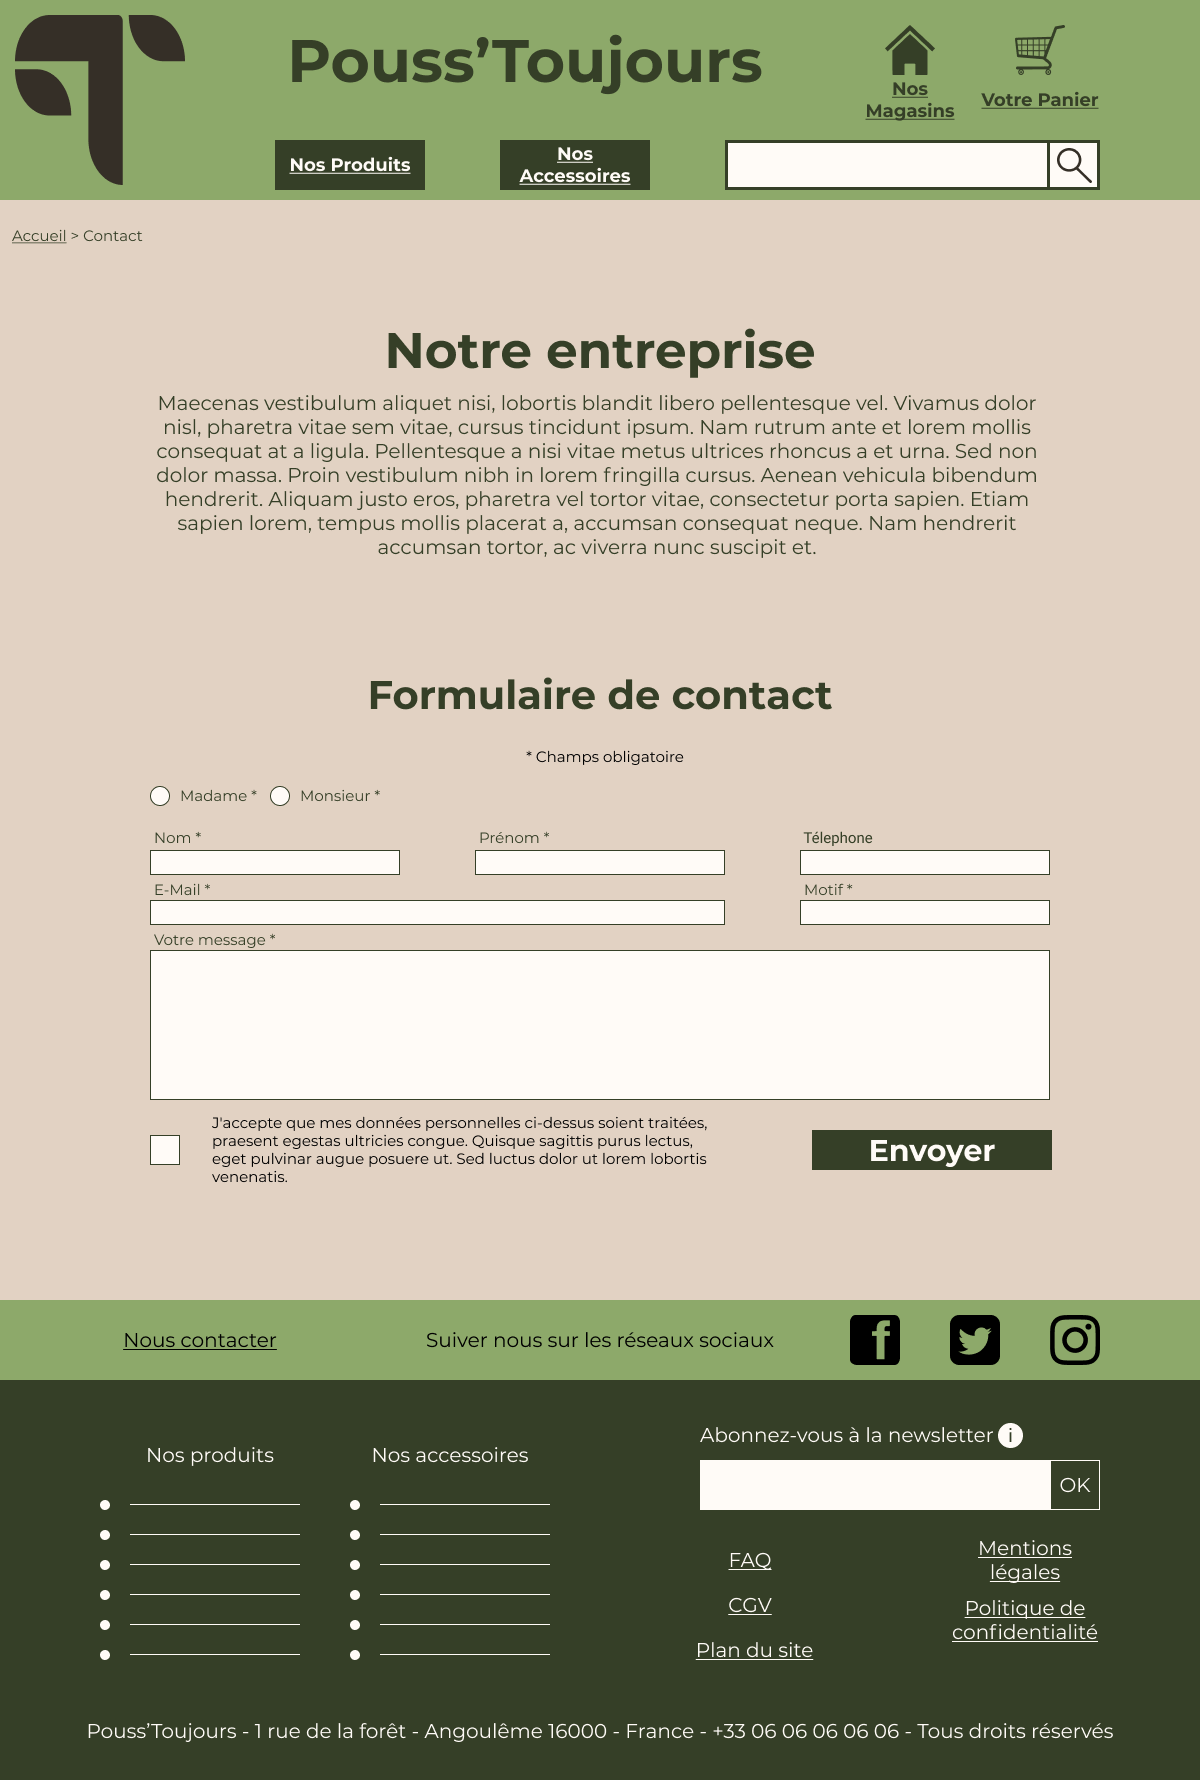 Pouss’Toujours
Nos
Magasins
Votre Panier
Nos Produits
Nos
Accessoires
Accueil > Contact
Notre entreprise
Maecenas vestibulum aliquet nisi, lobortis blandit libero pellentesque vel. Vivamus dolor
nisl, pharetra vitae sem vitae, cursus tincidunt ipsum. Nam rutrum ante et lorem mollis
consequat at a ligula. Pellentesque a nisi vitae metus ultrices rhoncus a et urna. Sed non
dolor massa. Proin vestibulum nibh in lorem fringilla cursus. Aenean vehicula bibendum
hendrerit. Aliquam justo eros, pharetra vel tortor vitae, consectetur porta sapien. Etiam
sapien lorem, tempus mollis placerat a, accumsan consequat neque. Nam hendrerit
accumsan tortor, ac viverra nunc suscipit et.
Formulaire de contact
* Champs obligatoire
Madame * Monsieur *
Nom * Prénom * Télephone
E-Mail * Motif *
Votre message *
J'accepte que mes données personnelles ci-dessus soient traitées,
praesent egestas ultricies congue. Quisque sagittis purus lectus,
eget pulvinar augue posuere ut. Sed luctus dolor ut lorem lobortis
venenatis.
Envoyer
Nous contacter
Suiver nous sur les réseaux sociaux
Nos produits
Nos accessoires
Abonnez-vous à la newsletter i
OK
FAQ
CGV
Plan du site
Mentions
légales
Politique de
confidentialité
Pouss’Toujours - 1 rue de la forêt - Angoulême 16000 - France - +33 06 06 06 06 06 - Tous droits réservés